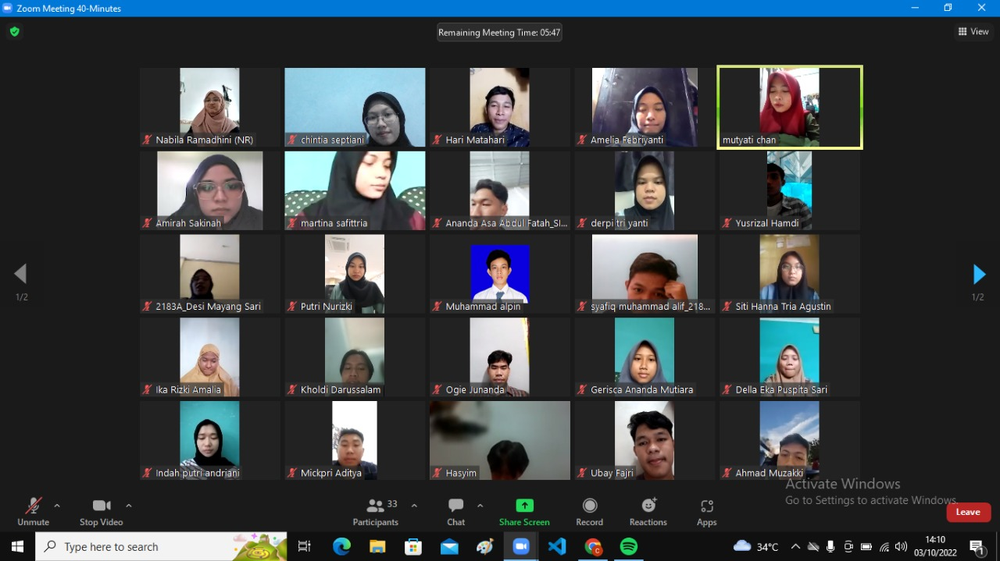 Zoom Meeting 40-Minutes
Remaining Meeting Time: 05:47
View
Nabila Ramadhini (NR)
chintia septiani
Hari Matahari
Amelia Febriyanti
mutyati chan
Amirah Sakinah
martina safittria
Ananda Asa Abdul Fatah_SI...
derpi tri yanti
Yusrizal Hamdi
1/2
1/2
2183A_Desi Mayang Sari
Putri Nurizki
Muhammad alpin
syafiq muhammad alif_218...
Siti Hanna Tria Agustin
Ika Rizki Amalia
Kholdi Darussalam
Ogie Junanda
Gerisca Ananda Mutiara
Della Eka Puspita Sari
Indah putri andriani
Mickpri Aditya
Hasyim
Ubay Fajri
Ahmad Muzakki
Activate Windows
Go to Settings to activate Windows.
Unmute
Stop Video
33
Participants
Chat
Share Screen
Record
Reactions
Apps
Leave
Type here to search
34°C
14:10
03/10/2022
1